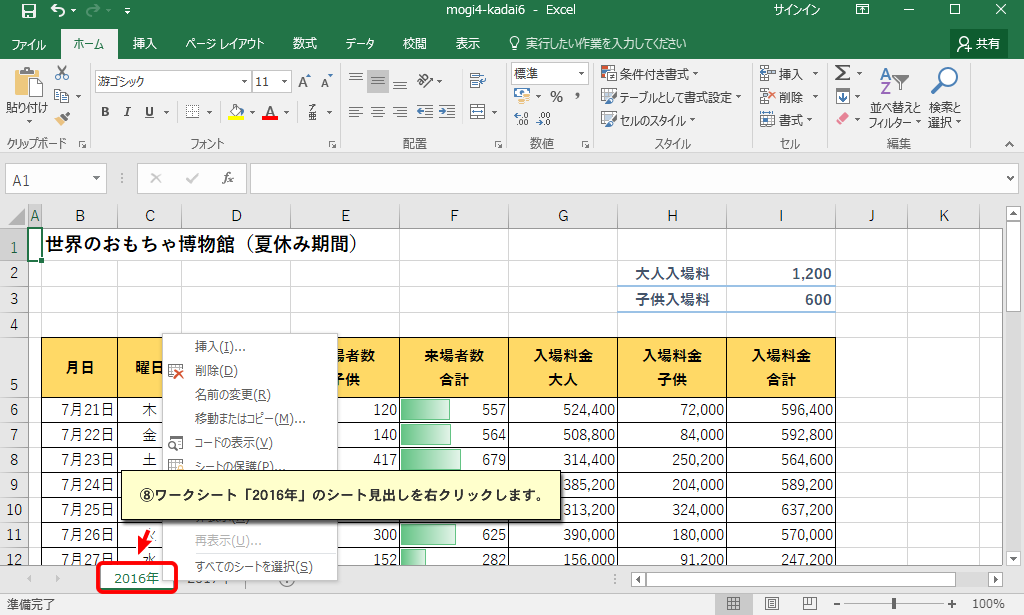 mogi4-kadai6 - Excel
サインイン
ファイル ホーム 挿入 ページ レイアウト 数式 データ 校閲 表示 実行したい作業を入力してください 共有
貼り付け
クリップボード
游ゴシック 11
B I U
フォント
配置
標準
数値
条件付き書式
テーブルとして書式設定
セルのスタイル
スタイル
挿入
削除
書式
セル
並べ替えと
フィルター
検索と
選択
編集
A1
fx
A B C D E F G H I J K
1 世界のおもちゃ博物館（夏休み期間）
2 大人入場料 1,200
3 子供入場料 600
4
5 月日 曜日 来場者数 合計 入場料金 大人 入場料金 子供 入場料金 合計
6 7月21日 木 120 557 524,400 72,000 596,400
7 7月22日 金 140 564 508,800 84,000 592,800
8 7月23日 土 417 679 314,400 250,200 564,600
9 7月24日 385,200 204,000 589,200
10 7月25日 313,200 324,000 637,200
11 7月26日 300 625 390,000 180,000 570,000
12 7月27日 水 152 282 156,000 91,200 247,200
挿入(I)...
削除(D)
名前の変更(R)
移動またはコピー(M)...
コードの表示(V)
シートの保護(P)...
再表示(U)...
すべてのシートを選択(S)
⑧ワークシート「2016年」のシート見出しを右クリックします。
2016年
準備完了
100%